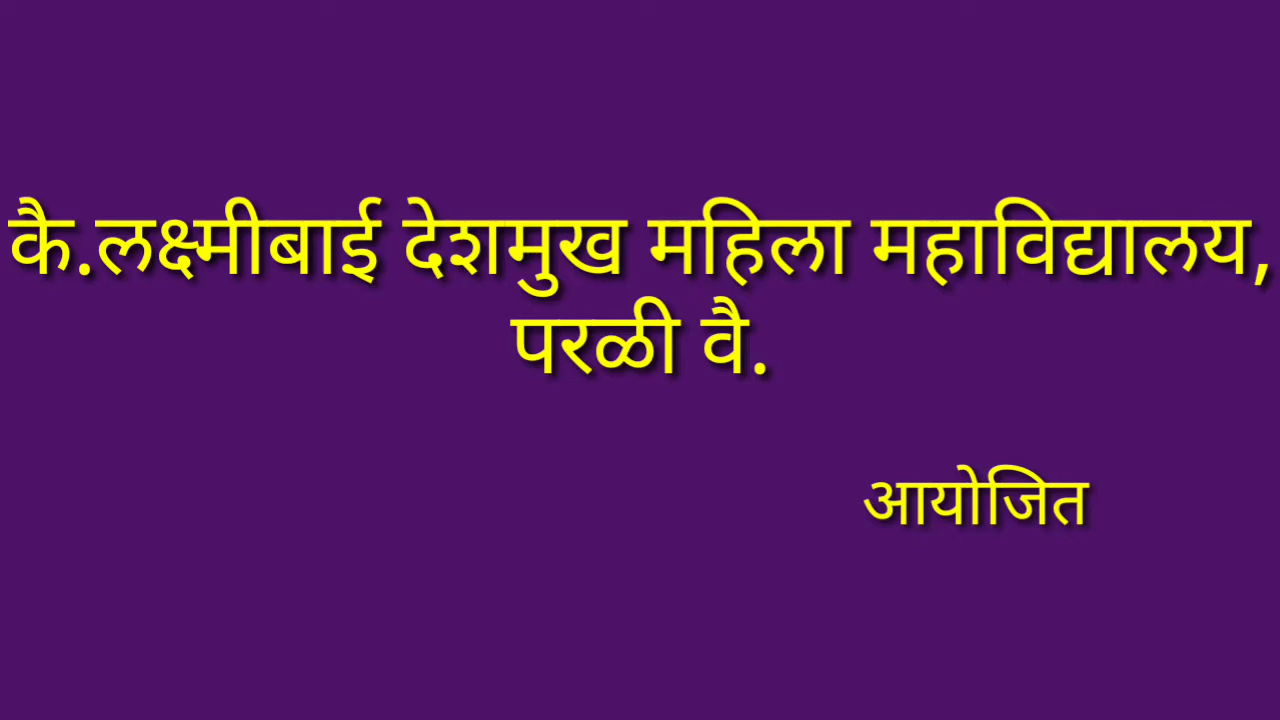 कै.लक्ष्मीबाई देशमुख महिला महाविद्यालय,
परळी वै.
आयोजित